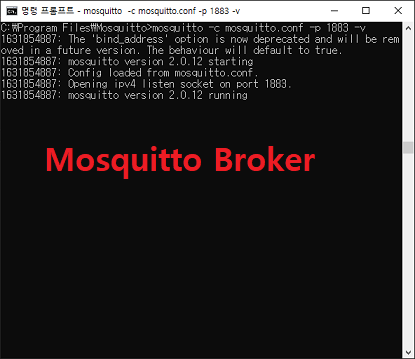 명령 프롬프트 - mosquitto -c mosquitto.conf -p 1883 -v
C:₩Program Files₩Mosquitto>mosquitto -c mosquitto.conf -p 1883 -v
1631854887: The 'bind_address' option is now deprecated and will be rem
oved in a future version. The behaviour will default to true.
1631854887: mosquitto version 2.0.12 starting
1631854887: Config loaded from mosquitto.conf.
1631854887: Opening ipv4 listen socket on port 1883.
1631854887: mosquitto version 2.0.12 running
Mosquitto Broker